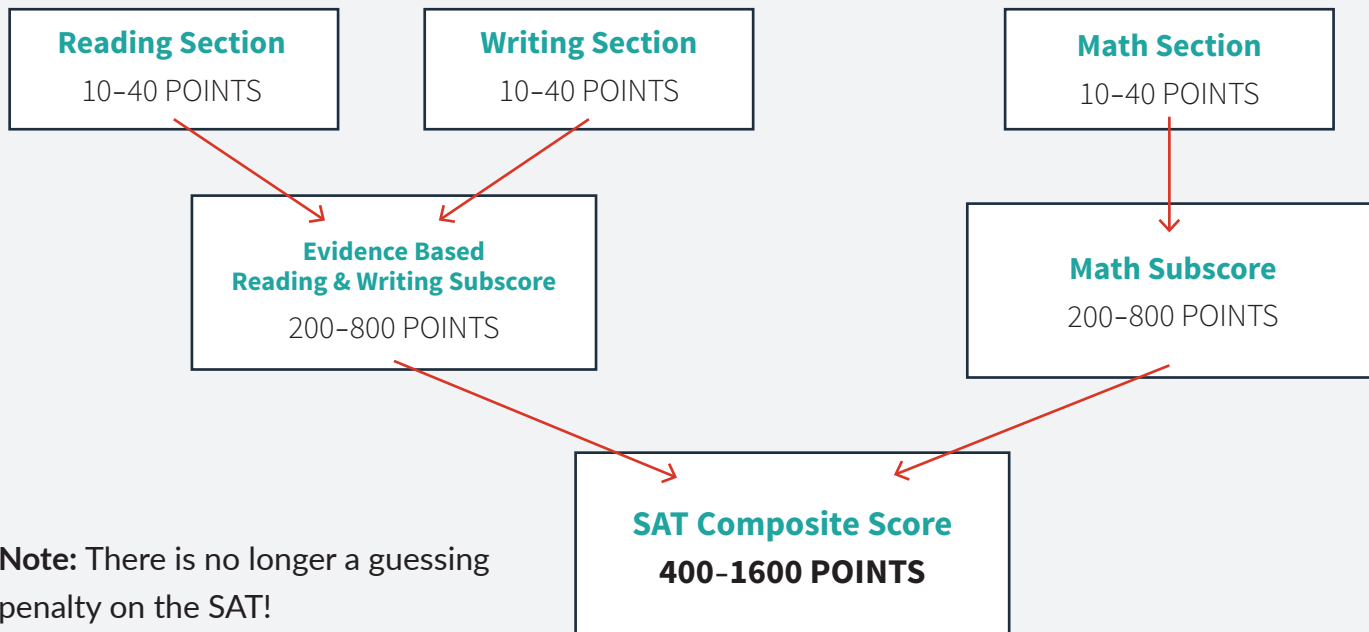 Reading Section
10–40 POINTS
Writing Section
10–40 POINTS
Math Section
10–40 POINTS
Evidence Based
Reading & Writing Subscore
200–800 POINTS
Math Subscore
200–800 POINTS
SAT Composite Score
400–1600 POINTS
Note: There is no longer a guessing
penalty on the SAT!